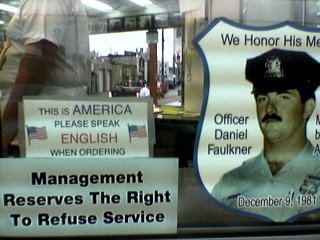 THIS IS AMERICA
PLEASE SPEAK
ENGLISH
WHEN ORDERING
Management
Reserves The Right
To Refuse Service
We Honor His Me
Officer
Daniel
Faulkner
December 9, 1981